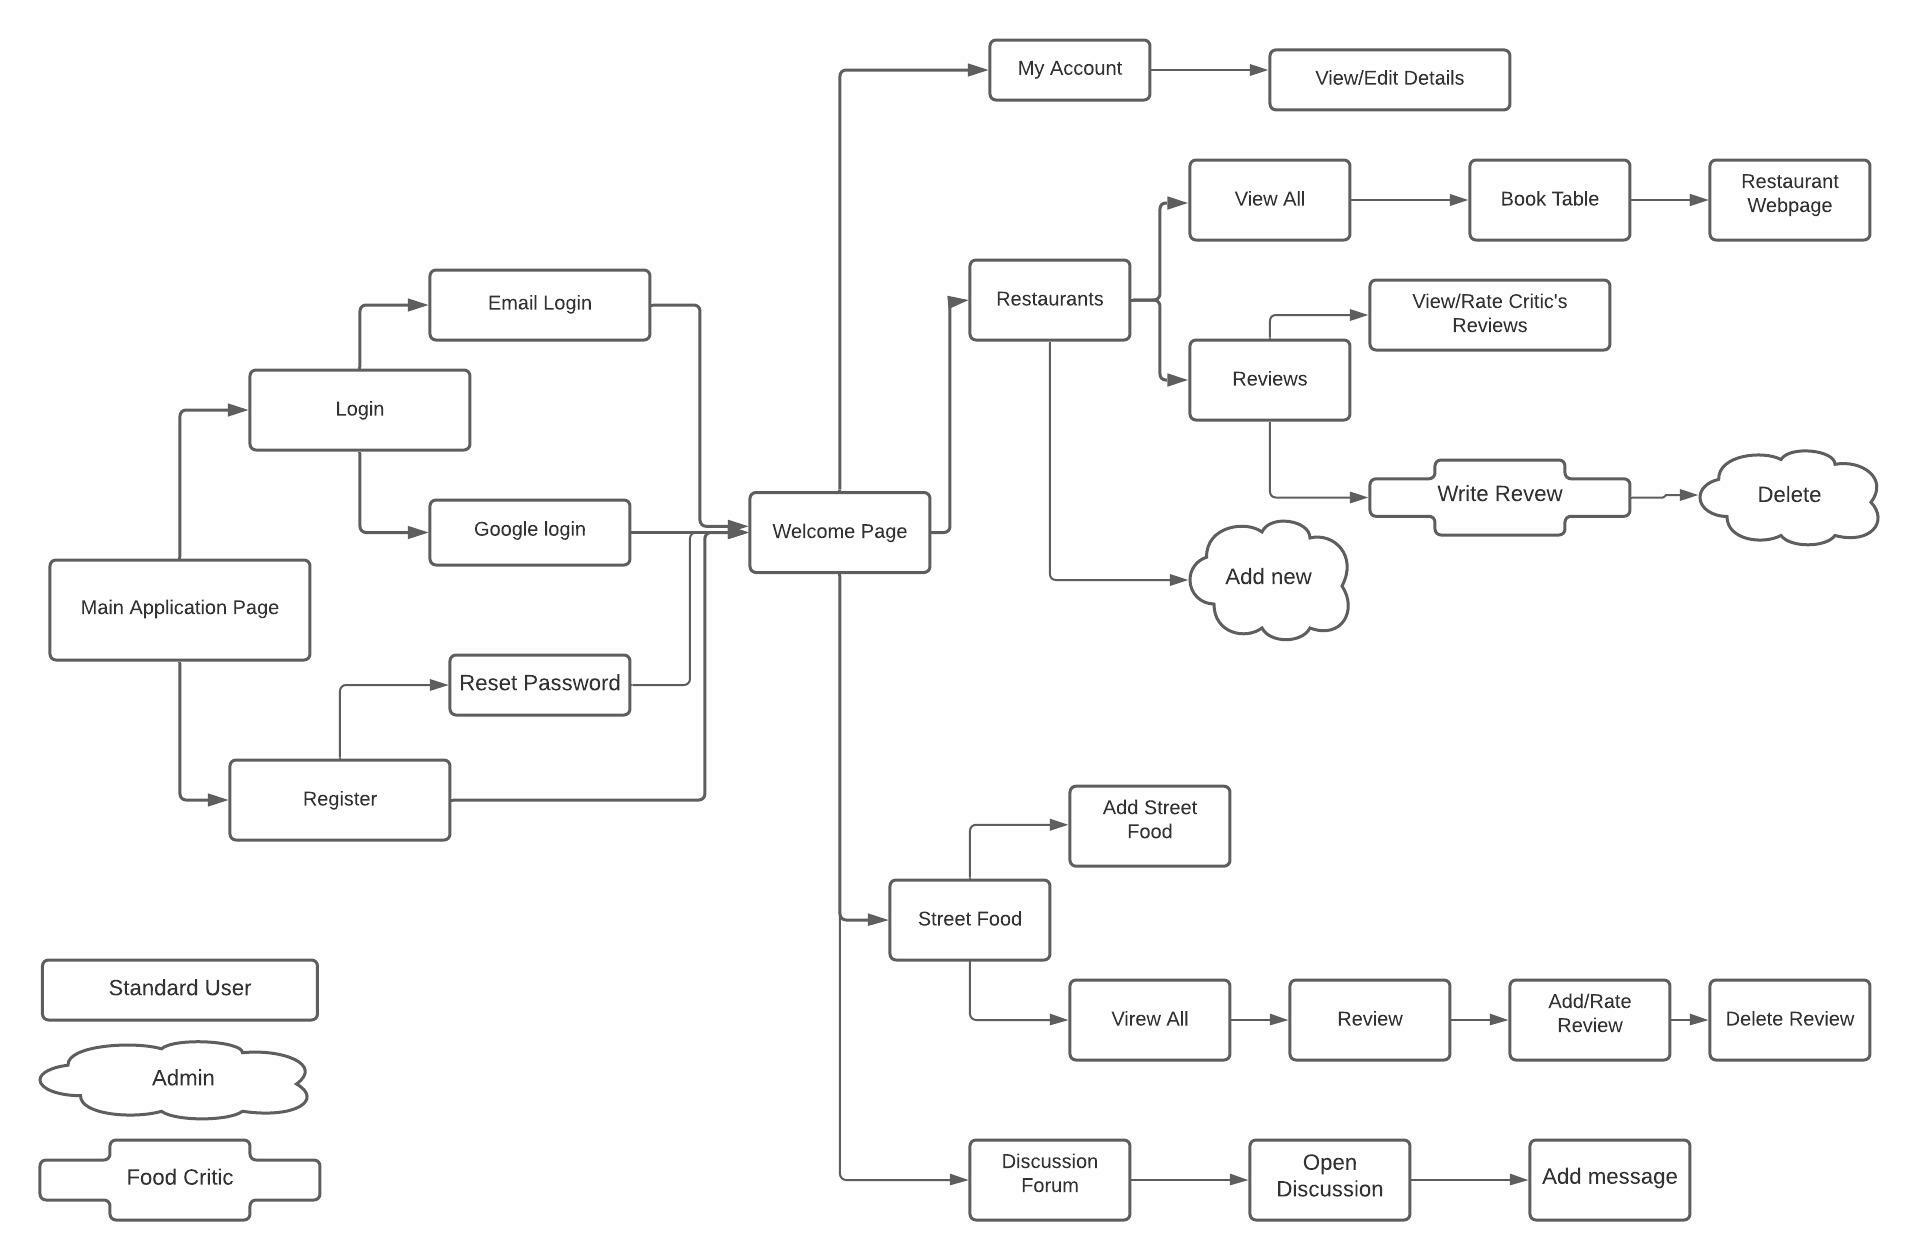 My Account
View/Edit Details
View All
Book Table
Restaurant
Webpage
Restaurants
View/Rate Critic's
Reviews
Reviews
Write Revew
Delete
Add new
Email Login
Login
Google login
Welcome Page
Main Application Page
Reset Password
Register
Add Street
Food
Street Food
Virew All
Review
Add/Rate
Review
Delete Review
Discussion
Forum
Open
Discussion
Add message
Standard User
Admin
Food Critic